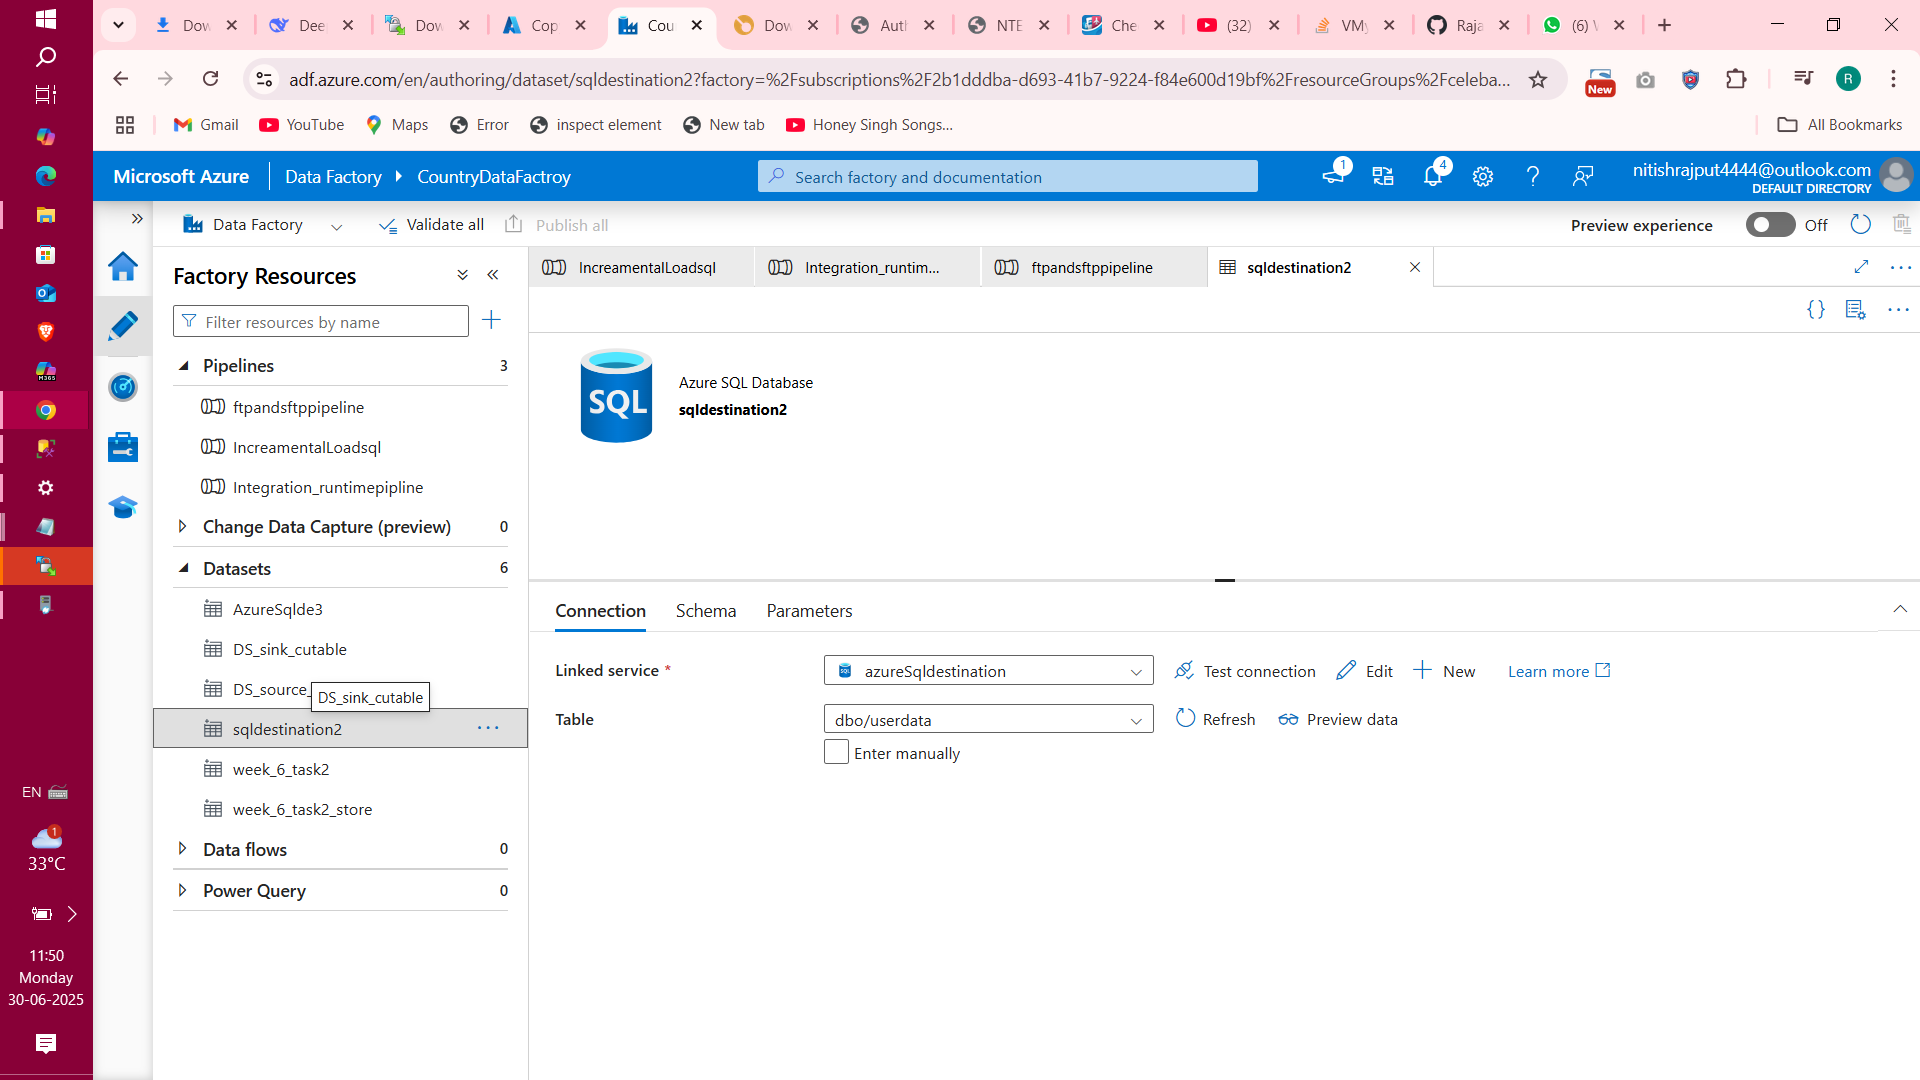 Dow
Dee
Dow
Cop
Cou
Dow
Auth
NTE
Che
(32)
VMy
Raja
(6) W
adf.azure.com/en/authoring/dataset/sqldestination2?factory=%2Fsubscriptions%2F2b1dddba-d693-41b7-9224-f84e600d19bf%2FresourceGroups%2Fceleba...
New
R
Gmail
YouTube
Maps
Error
inspect element
New tab
Honey Singh Songs...
All Bookmarks
Microsoft Azure
Data Factory
CountryDataFactroy
Search factory and documentation
1
4
nitishrajput4444@outlook.com
DEFAULT DIRECTORY
Data Factory
Validate all
Publish all
Preview experience
Off
Factory Resources
Filter resources by name
Pipelines 3
ftpandsftppipeline
IncreamentalLoadsql
Integration_runtimepipline
Change Data Capture (preview) 0
Datasets 6
AzureSqlde3
DS_sink_cutable
DS_source_
DS_sink_cutable
sqldestination2
week_6_task2
week_6_task2_store
Data flows 0
Power Query 0
IncreamentalLoadsql
Integration_runtim...
ftpandsftppipeline
sqldestination2
SQL
Azure SQL Database
sqldestination2
Connection
Schema
Parameters
Linked service *
azureSqldestination
Test connection
Edit
New
Learn more
Table
dbo/userdata
Refresh
Preview data
Enter manually
M365
EN
1
33°C
11:50
Monday
30-06-2025